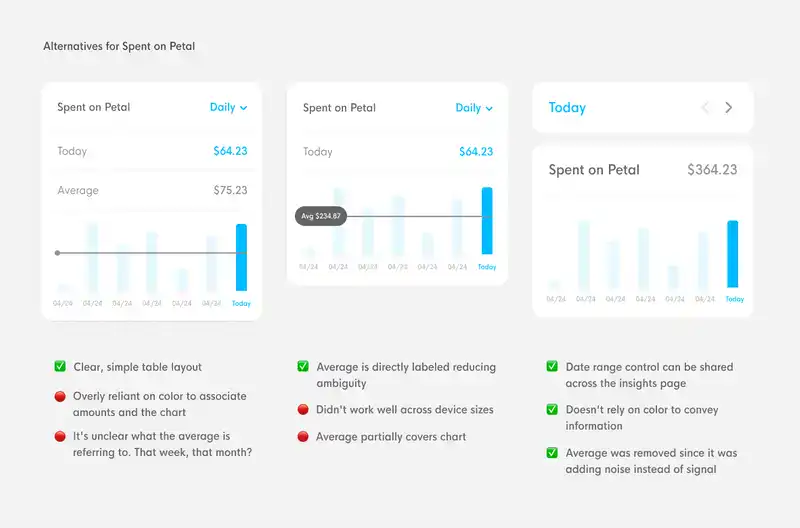 Alternatives for Spent on Petal
Spent on Petal
Daily
Today
$64.23
Average
$75.23
04/24 04/24 04/24 04/24 04/24 04/24 Today
Clear, simple table layout
Overly reliant on color to associate
amounts and the chart
It's unclear what the average is
referring to. That week, that month?
Spent on Petal
Daily
Today
$64.23
Avg $234.67
04/24 04/24 04/24 04/24 04/24 04/24 Today
Average is directly labeled reducing
ambiguity
Didn't work well across device sizes
Average partially covers chart
Today
Spent on Petal
$364.23
04/24 04/24 04/24 04/24 04/24 04/24 Today
Date range control can be shared
across the insights page
Doesn't rely on color to convey
information
Average was removed since it was
adding noise instead of signal